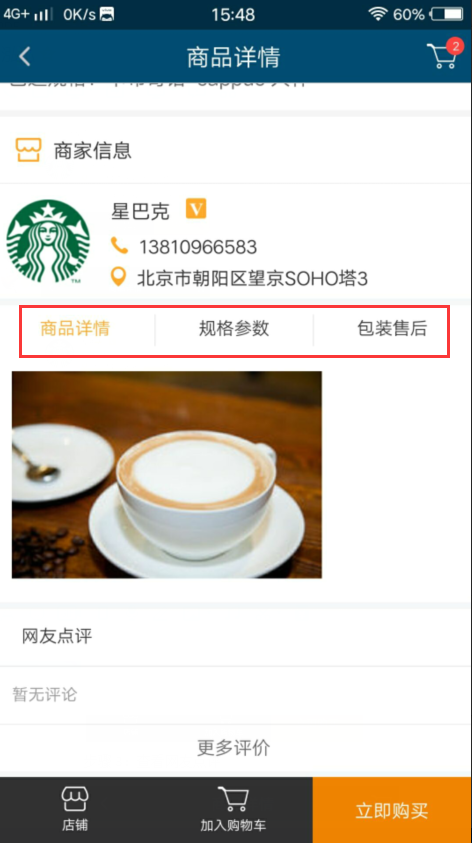 4G+ 0K/s 15:48 60%
商品详情 2
商家信息
星巴克 V
13810966583
北京市朝阳区望京SOHO塔3
商品详情 规格参数 包装售后
网友点评
暂无评论
更多评价
店铺 加入购物车 立即购买